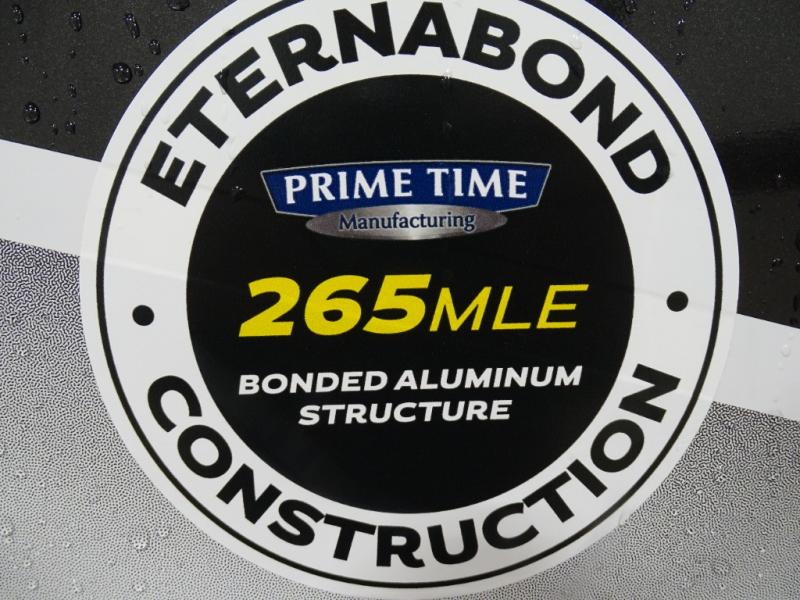 ETERNABOND
PRIME TIME
Manufacturing
265MLE
BONDED ALUMINUM
STRUCTURE
CONSTRUCTION